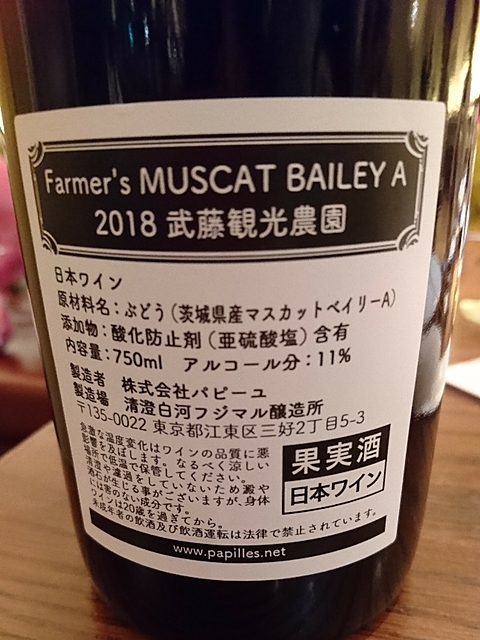 Farmer's MUSCAT BAILEY A
2018 武藤観光農園
日本ワイン
原材料名：ぶどう（茨城県産マスカットベイリーA）
添加物：酸化防止剤（亜硫酸塩）含有
内容量：750ml　アルコール分：11%
製造者　株式会社パピーユ
製造場　清澄白河フジマル醸造所
〒135-0022 東京都江東区三好2丁目5-3
急激な温度変化はワインの品質に悪
影響を及ぼします。なるべく涼しい
場所で低温で保管してください。
清澄や濾過をしていないため澱や
酒石が生じる事がございますが、身体
には害のない成分です。
ワインは20歳を過ぎてから。
未成年者の飲酒及び飲酒運転は法律で禁止されています。
果実酒
日本ワイン
www.papilles.net